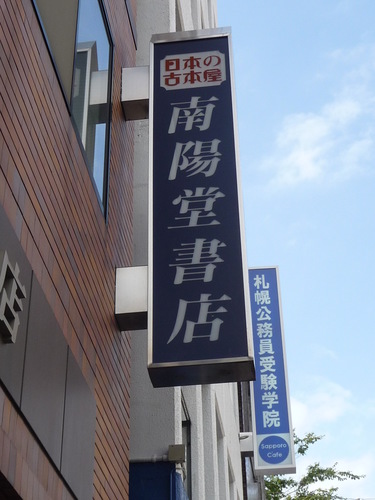 日本の
古本屋
南陽堂書店
札幌公務員受験学院
Sapporo
Cafe
店